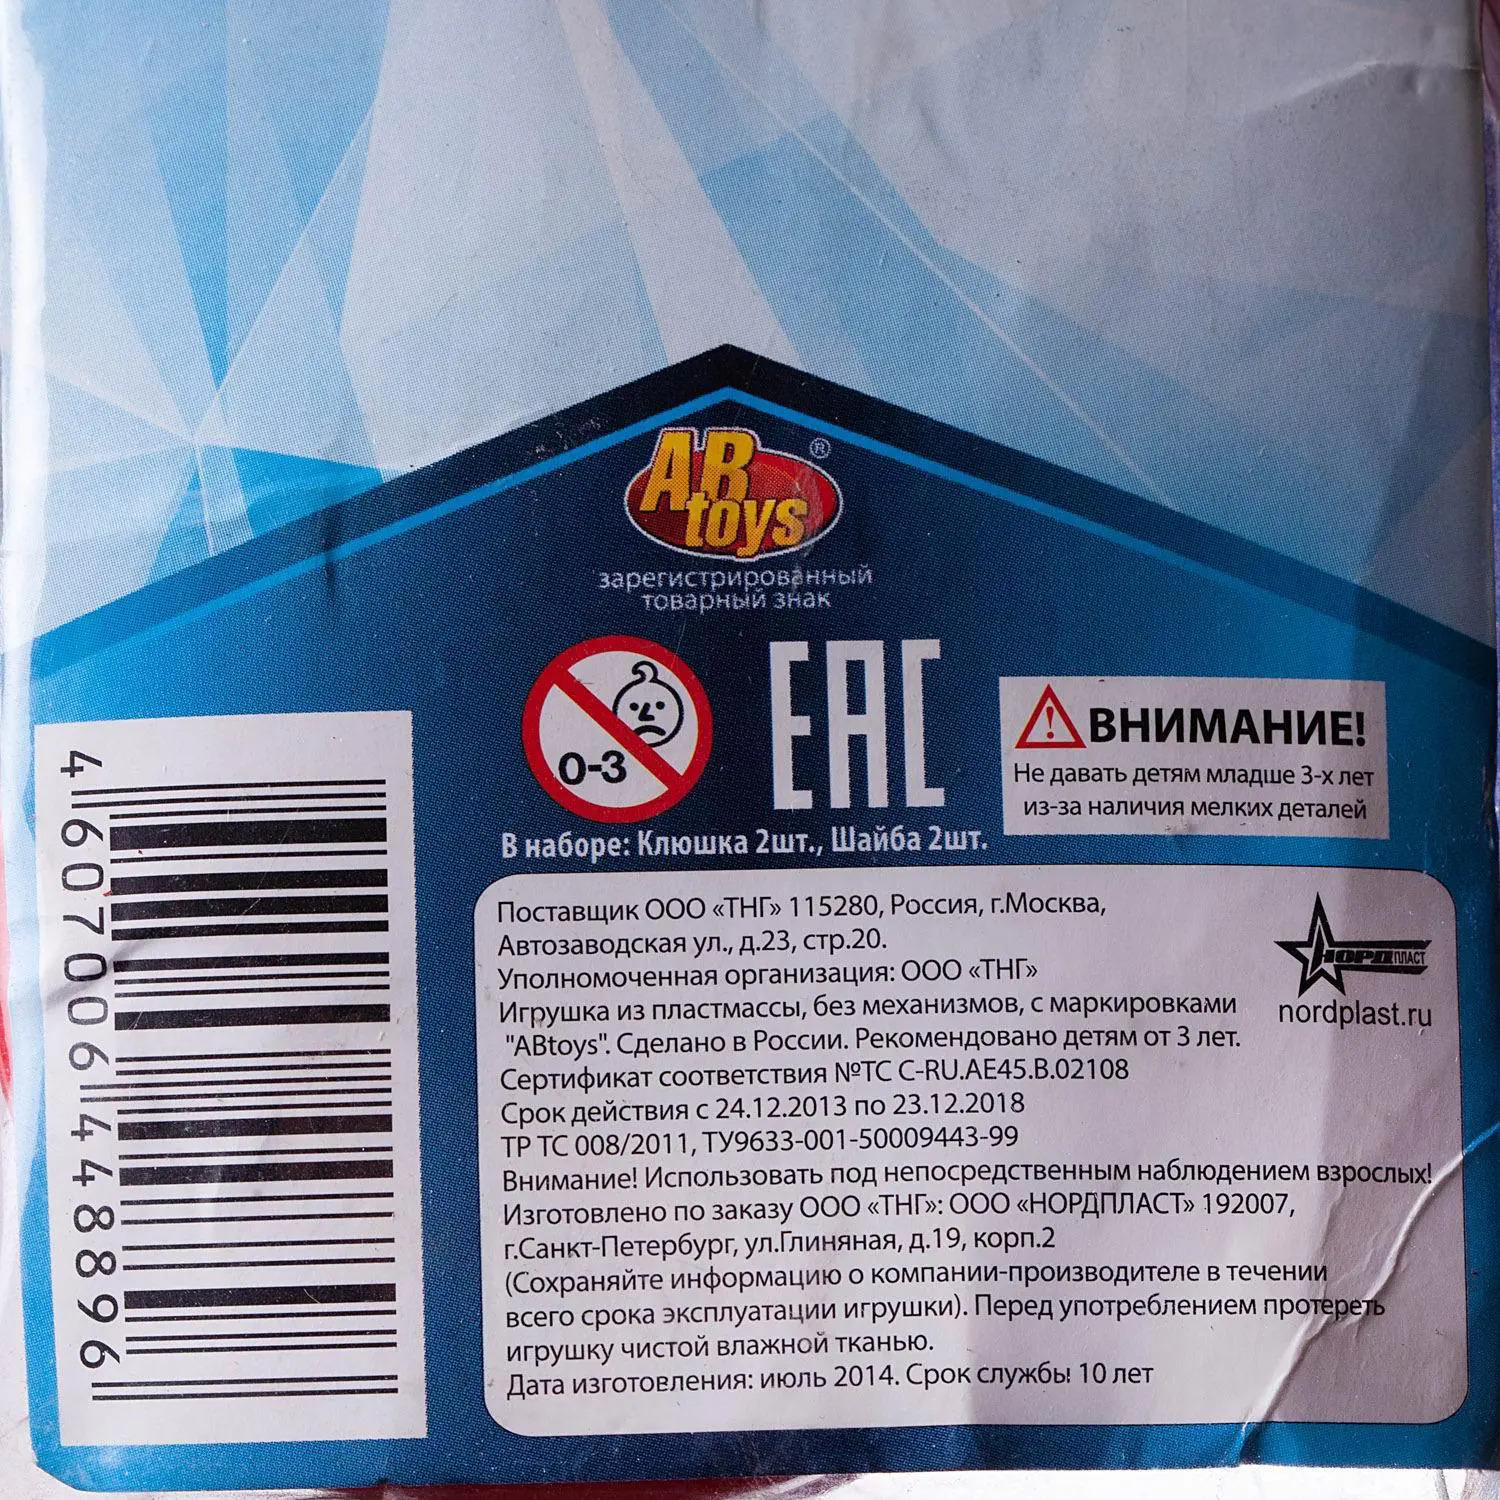 AB
toys®
зарегистрированный
товарный знак
0-3
ЕАС
ВНИМАНИЕ!
Не давать детям младше 3-х лет
из-за наличия мелких деталей
В наборе: Клюшка 2шт., Шайба 2шт.
4 607006 448896
Поставщик ООО «ТНГ» 115280, Россия, г.Москва,
Автозаводская ул., д.23, стр.20.
Уполномоченная организация: ООО «ТНГ»
Игрушка из пластмассы, без механизмов, с маркировками
"ABtoys". Сделано в России. Рекомендовано детям от 3 лет.
Сертификат соответствия №ТС C-RU.AE45.B.02108
Срок действия с 24.12.2013 по 23.12.2018
ТР ТС 008/2011, ТУ9633-001-50009443-99
Внимание! Использовать под непосредственным наблюдением взрослых!
Изготовлено по заказу ООО «ТНГ»: ООО «НОРДПЛАСТ» 192007,
г.Санкт-Петербург, ул.Глиняная, д.19, корп.2
(Сохраняйте информацию о компании-производителе в течении
всего срока эксплуатации игрушки). Перед употреблением протереть
игрушку чистой влажной тканью.
Дата изготовления: июль 2014. Срок службы 10 лет
НОРДПЛАСТ
nordplast.ru